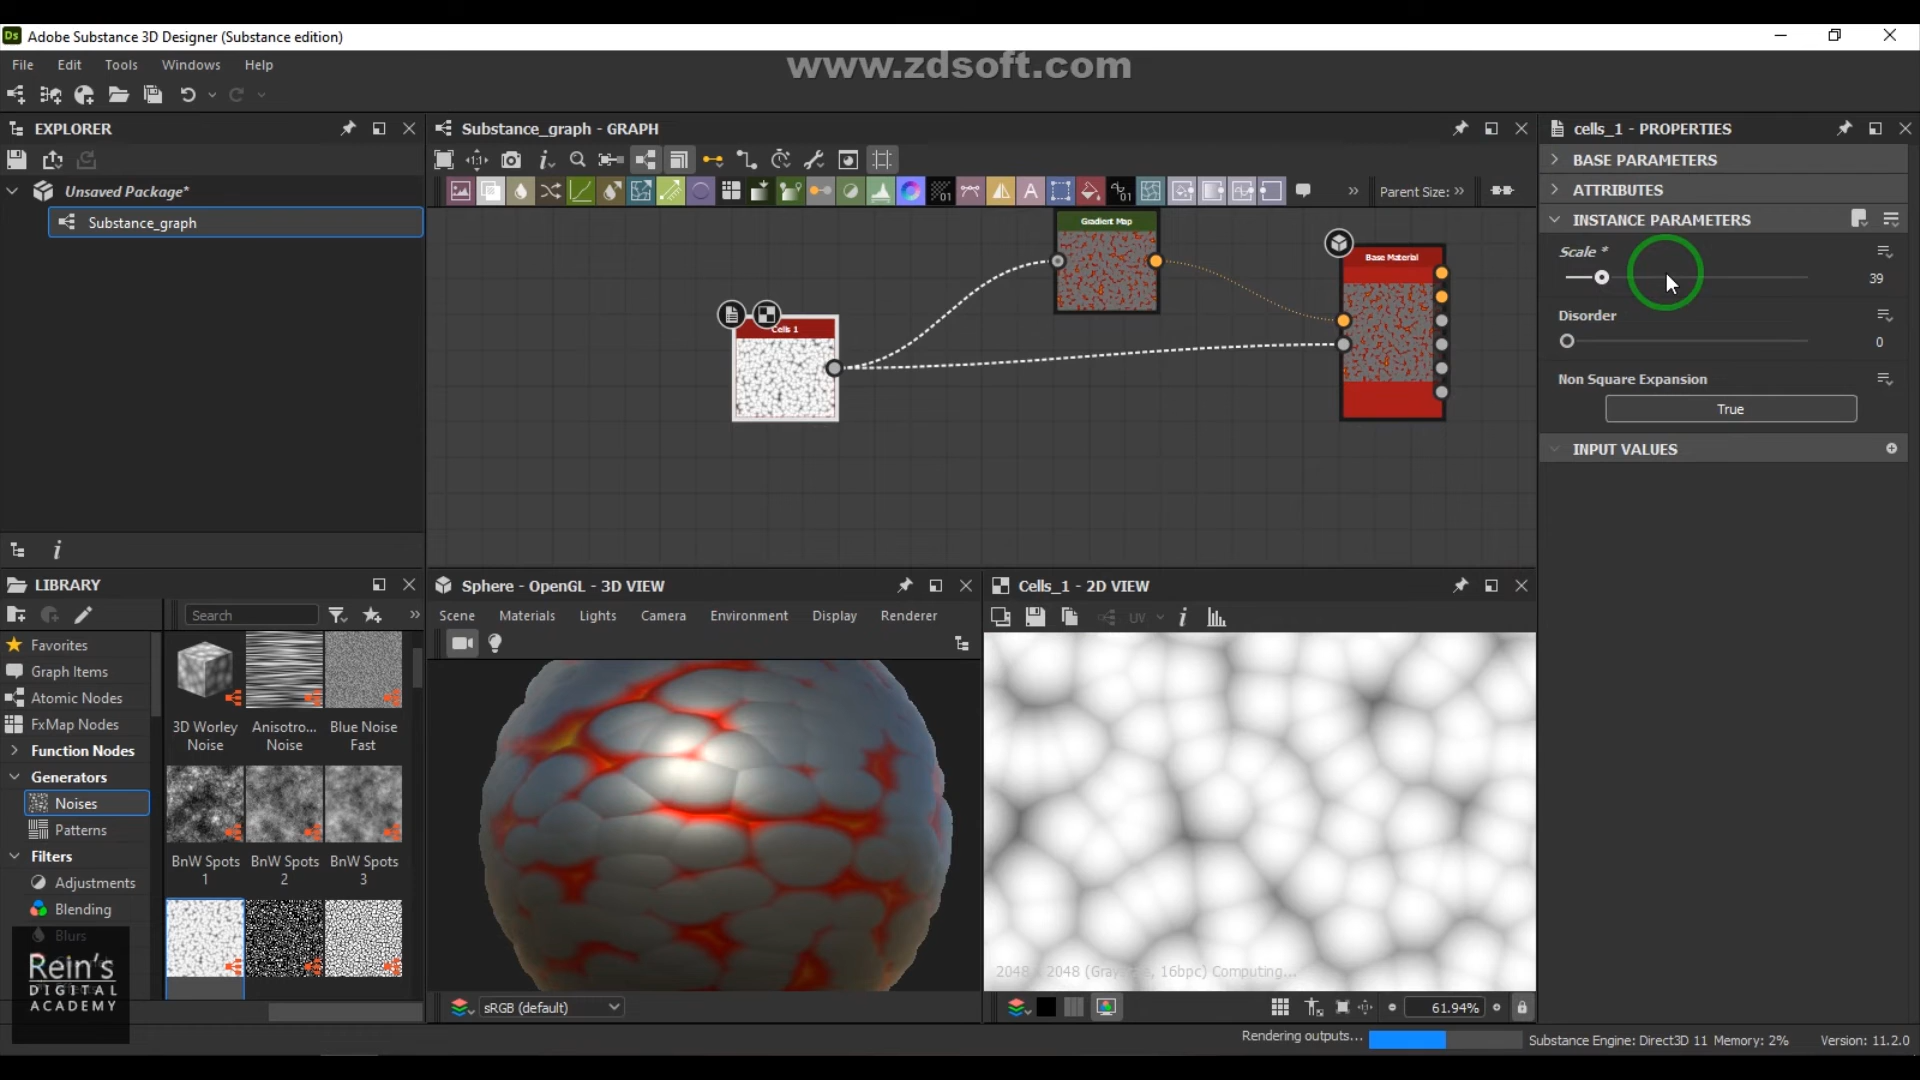 Ds Adobe Substance 3D Designer (Substance edition)
File Edit Tools Windows Help
www.zdsoft.com
EXPLORER
Unsaved Package*
Substance_graph
Substance_graph - GRAPH
Parent Size:
Gradient Map
Base Material
Cells 1
cells_1 - PROPERTIES
BASE PARAMETERS
ATTRIBUTES
INSTANCE PARAMETERS
Scale *
39
Disorder
0
Non Square Expansion
True
INPUT VALUES
LIBRARY
Search
Favorites
Graph Items
Atomic Nodes
FxMap Nodes
Function Nodes
Generators
Noises
Patterns
Filters
Adjustments
Blending
Blurs
3D Worley Noise
Anisotro... Noise
Blue Noise Fast
BnW Spots 1
BnW Spots 2
BnW Spots 3
Rein's
DIGITAL
ACADEMY
Sphere - OpenGL - 3D VIEW
Scene Materials Lights Camera Environment Display Renderer
sRGB (default)
Cells_1 - 2D VIEW
UV
2048 x 2048 (Grayscale, 16bpc) Computing...
61.94%
Rendering outputs...
Substance Engine: Direct3D 11 Memory: 2%
Version: 11.2.0